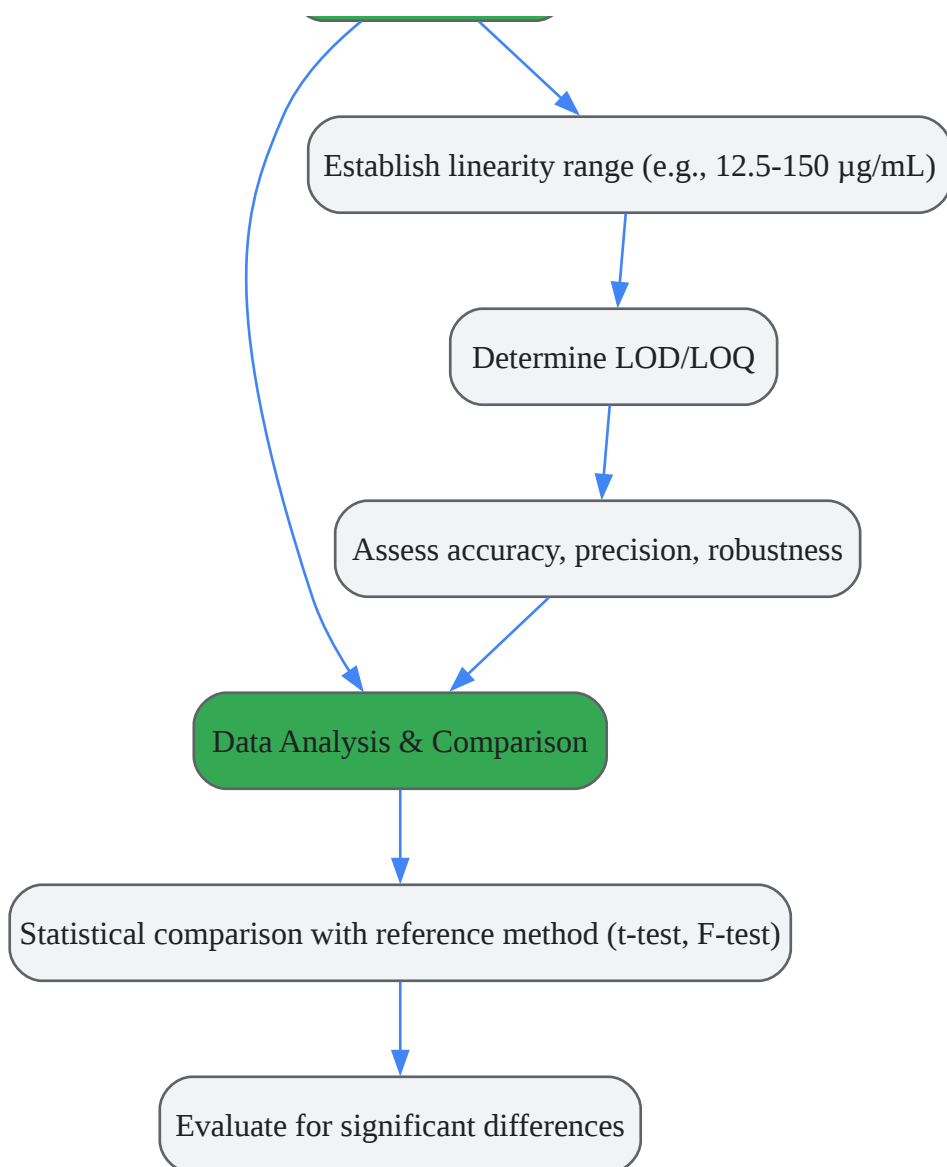 Establish linearity range (e.g., 12.5-150 µg/mL)
Determine LOD/LOQ
Assess accuracy, precision, robustness
Data Analysis & Comparison
Statistical comparison with reference method (t-test, F-test)
Evaluate for significant differences